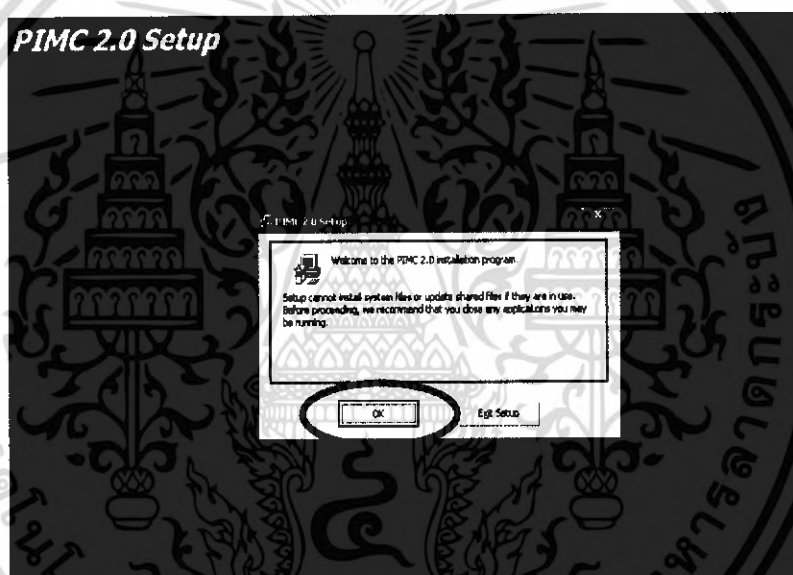 PIMC 2.0 Setup
PIMC 2.0 Setup
Welcome to the PIMC 2.0 installation program.
Setup cannot install system files or update shared files if they are in use.
Before proceeding, we recommend that you close any applications you may
be running.
OK
Exit Setup